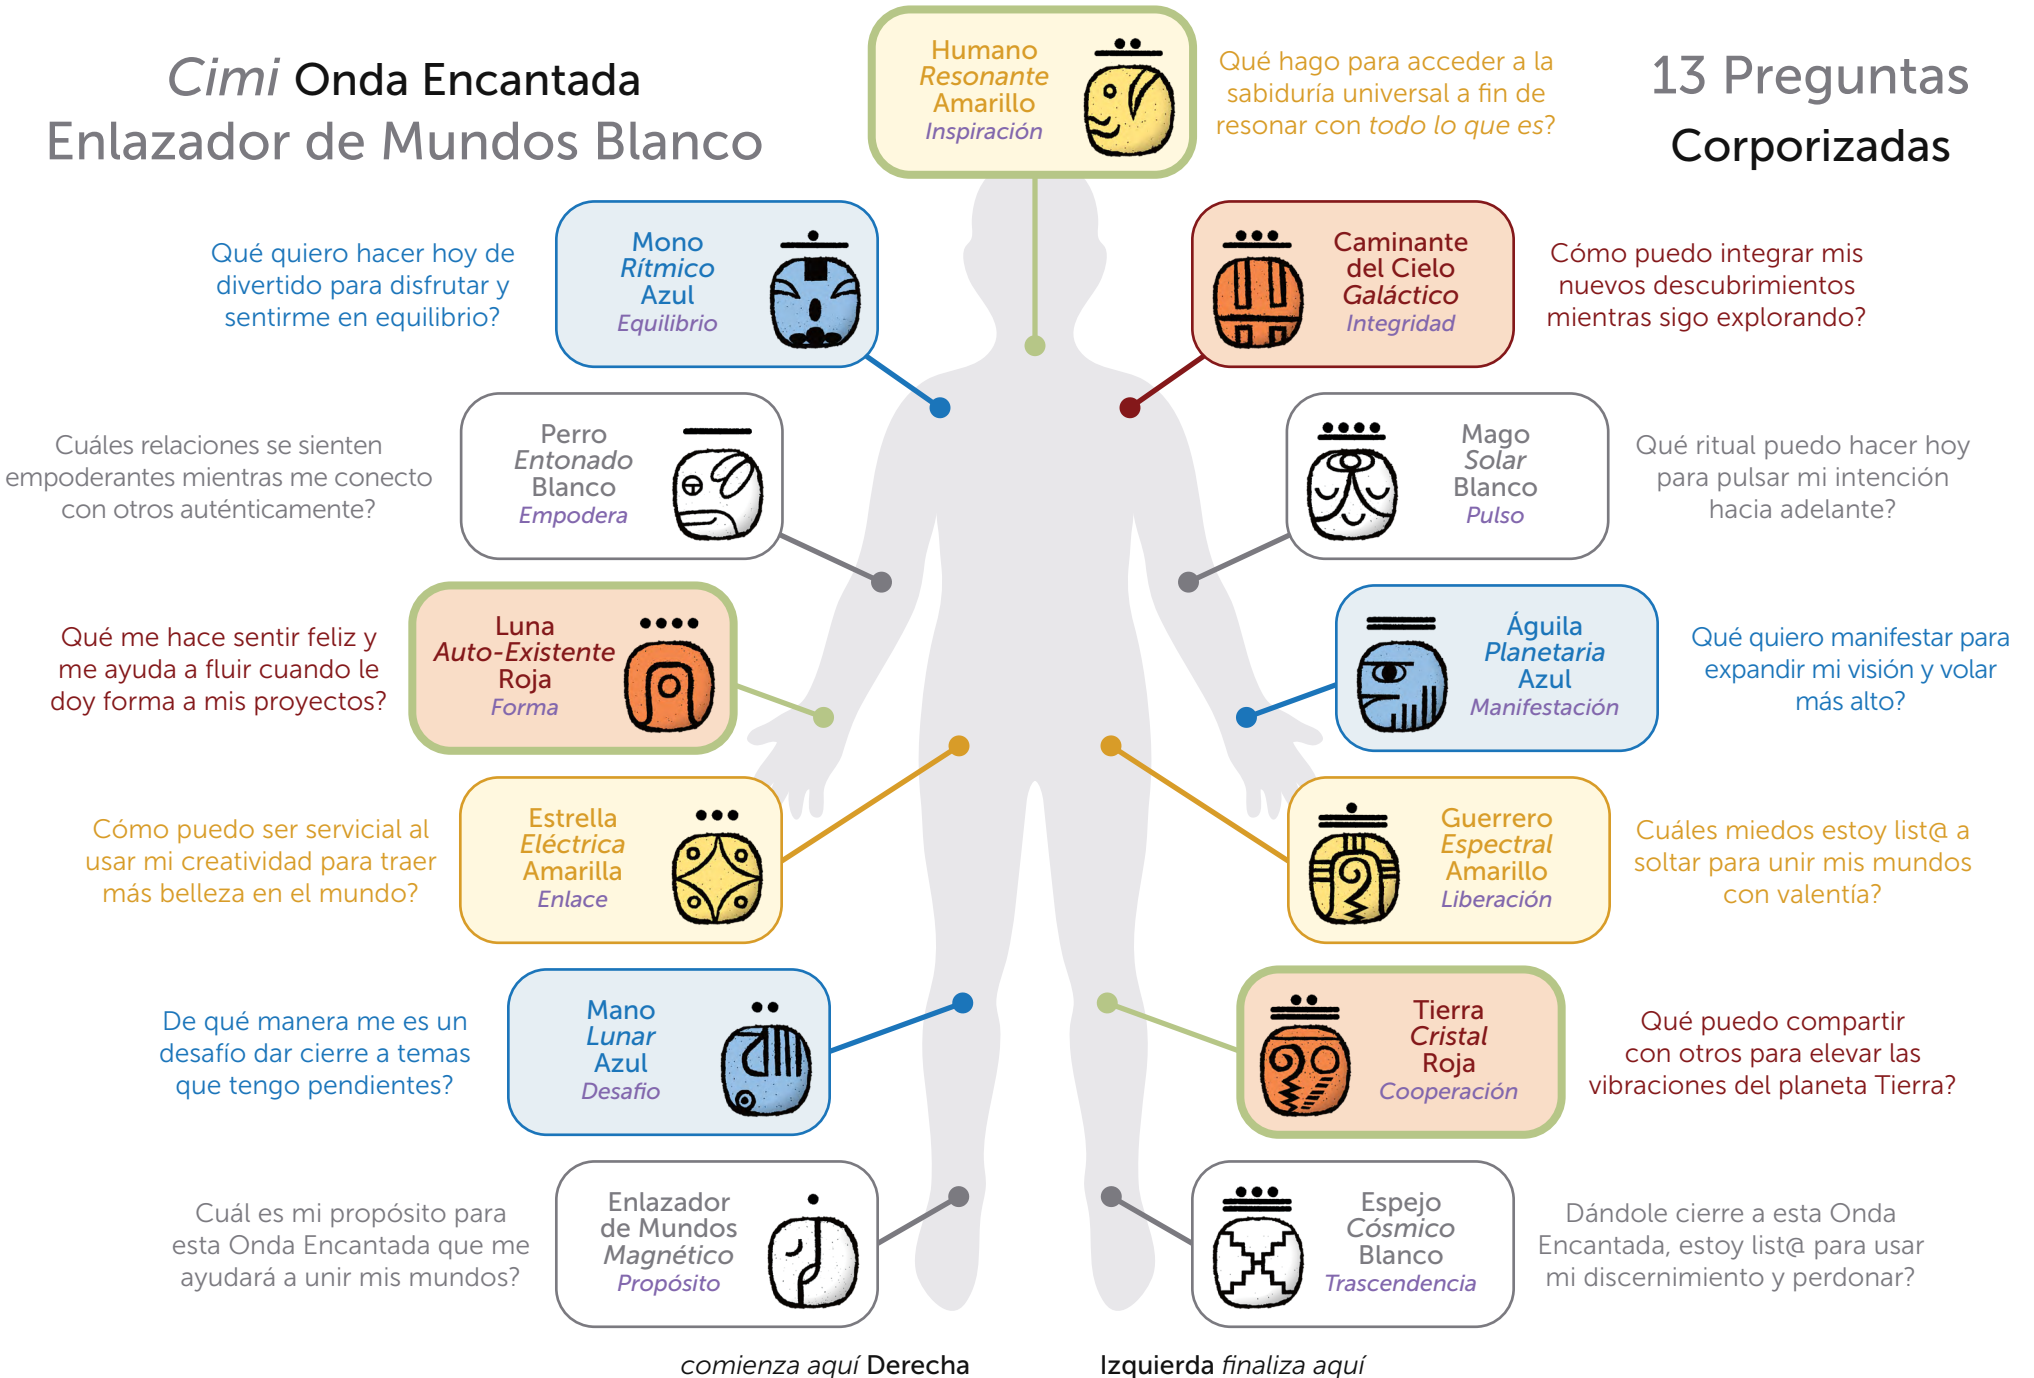 Cimi Onda Encantada
Enlazador de Mundos Blanco
13 Preguntas
Corporizadas
Humano
Resonante
Amarillo
Inspiración
Qué hago para acceder a la
sabiduría universal a fin de
resonar con todo lo que es?
Qué quiero hacer hoy de
divertido para disfrutar y
sentirme en equilibrio?
Mono
Rítmico
Azul
Equilibrio
Caminante
del Cielo
Galáctico
Integridad
Cómo puedo integrar mis
nuevos descubrimientos
mientras sigo explorando?
Cuáles relaciones se sienten
empoderantes mientras me conecto
con otros auténticamente?
Perro
Entonado
Blanco
Empodera
Mago
Solar
Blanco
Pulso
Qué ritual puedo hacer hoy
para pulsar mi intención
hacia adelante?
Qué me hace sentir feliz y
me ayuda a fluir cuando le
doy forma a mis proyectos?
Luna
Auto-Existente
Roja
Forma
Águila
Planetaria
Azul
Manifestación
Qué quiero manifestar para
expandir mi visión y volar
más alto?
Cómo puedo ser servicial al
usar mi creatividad para traer
más belleza en el mundo?
Estrella
Eléctrica
Amarilla
Enlace
Guerrero
Espectral
Amarillo
Liberación
Cuáles miedos estoy list@ a
soltar para unir mis mundos
con valentía?
De qué manera me es un
desafío dar cierre a temas
que tengo pendientes?
Mano
Lunar
Azul
Desafio
Tierra
Cristal
Roja
Cooperación
Qué puedo compartir
con otros para elevar las
vibraciones del planeta Tierra?
Cuál es mi propósito para
esta Onda Encantada que me
ayudará a unir mis mundos?
Enlazador
de Mundos
Magnético
Propósito
Espejo
Cósmico
Blanco
Trascendencia
Dándole cierre a esta Onda
Encantada, estoy list@ para usar
mi discernimiento y perdonar?
comienza aquí Derecha
Izquierda finaliza aquí